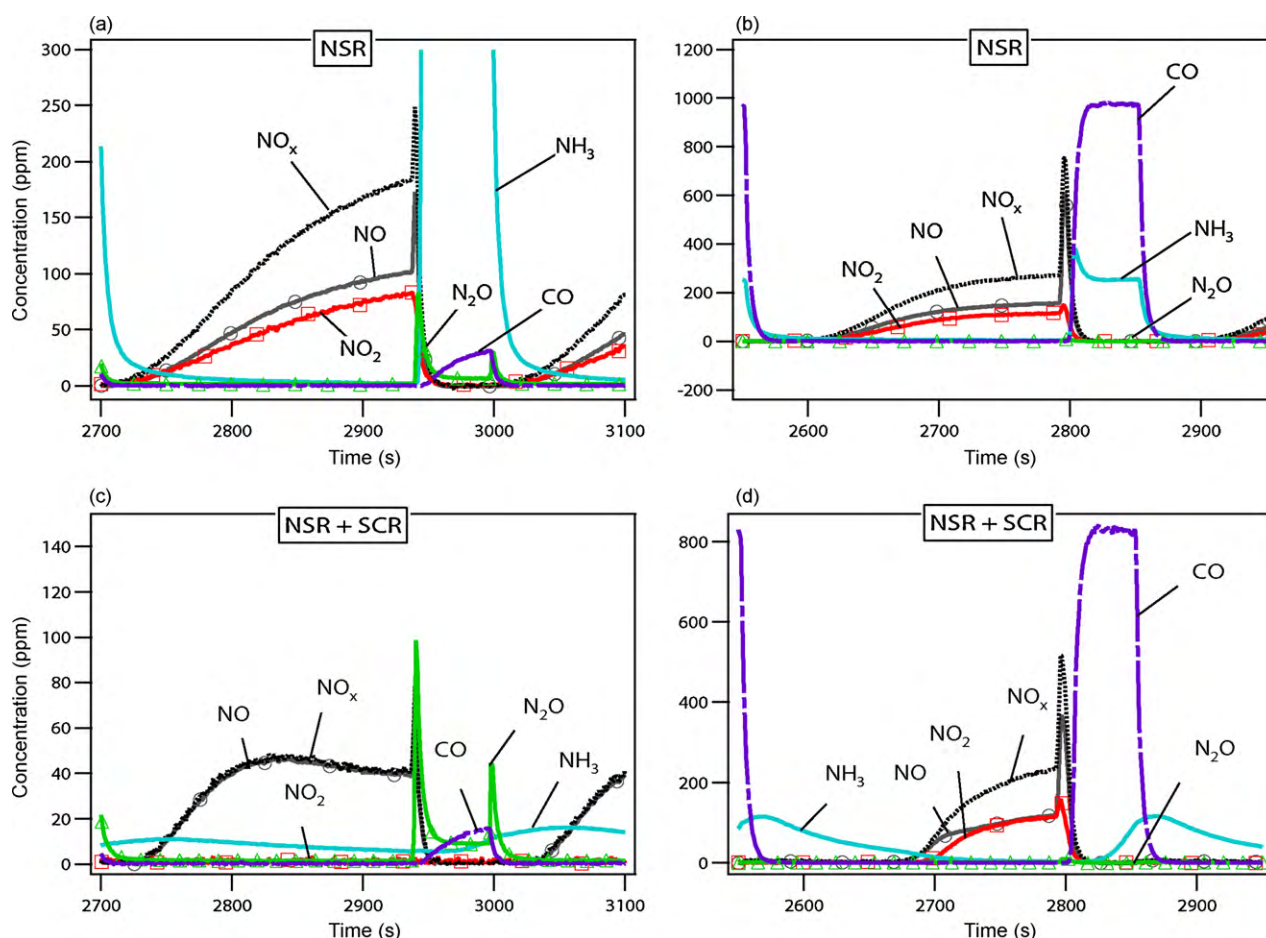 (a)
NSR
300
250
200
150
100
50
0
Concentration (ppm)
NOx
NO
NO2
N2O
CO
NH3
2700
2800
2900
3000
3100
Time (s)
(b)
NSR
1200
1000
800
600
400
200
0
-200
CO
NOx
NO
NO2
NH3
N2O
2600
2700
2800
2900
Time (s)
(c)
NSR + SCR
140
120
100
80
60
40
20
0
Concentration (ppm)
NO
NOx
NO2
CO
N2O
NH3
2700
2800
2900
3000
3100
Time (s)
(d)
NSR + SCR
800
600
400
200
0
CO
NOx
NO2
NO
NH3
N2O
2600
2700
2800
2900
Time (s)